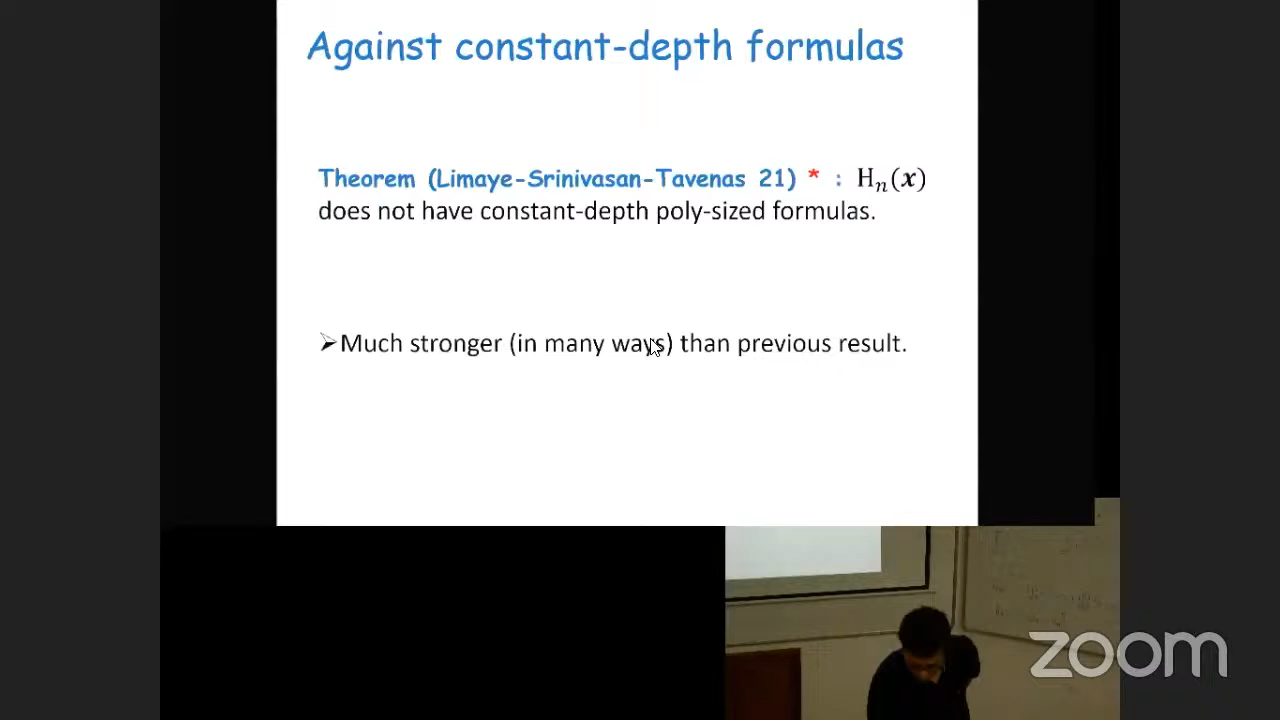 Against constant-depth formulas
Theorem (Limaye-Srinivasan-Tavenas 21) * : Hₙ(𝒙)
does not have constant-depth poly-sized formulas.
➢Much stronger (in many ways) than previous result.
zoom